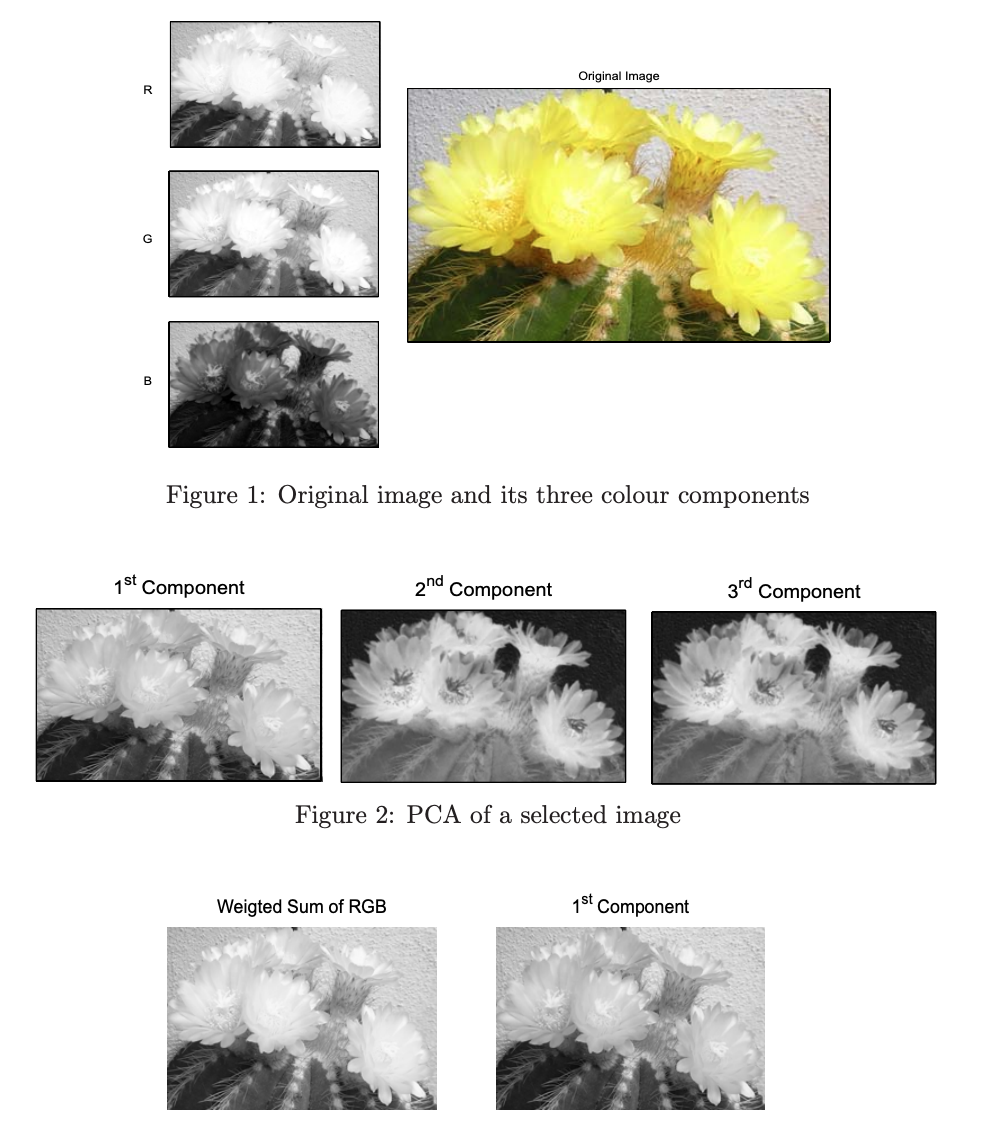 R
Original Image
G
B
Figure 1: Original image and its three colour components
1st Component
2nd Component
3rd Component
Figure 2: PCA of a selected image
Weigted Sum of RGB
1st Component